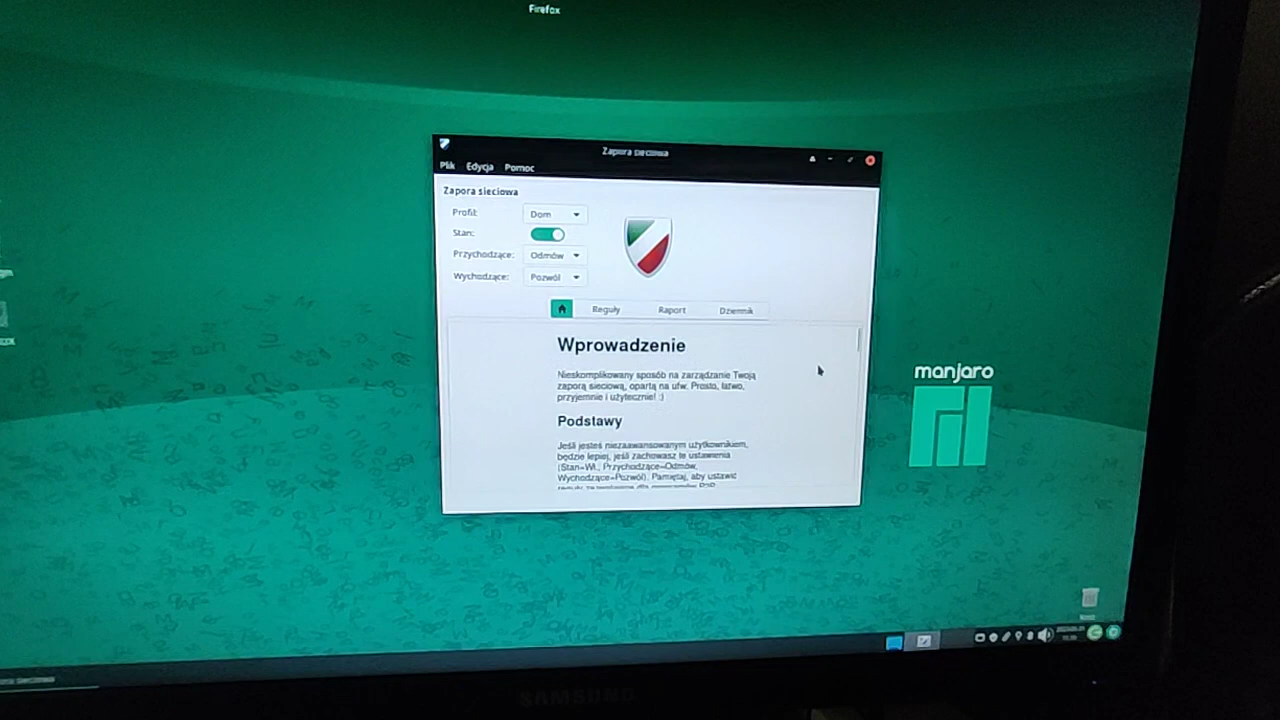 Firefox
Zapora sieciowa
Plik Edycja Pomoc
Zapora sieciowa
Profil: Dom
Stan:
Przychodzące: Odmów
Wychodzące: Pozwól
Reguły Raport Dziennik
Wprowadzenie
Nieskomplikowany sposób na zarządzanie Twoją
zaporą sieciową, opartą na ufw. Prosto, łatwo,
przyjemnie i użytecznie! :)
Podstawy
Jeśli jesteś niezaawansowanym użytkownikiem,
będzie lepiej, jeśli zachowasz te ustawienia
(Stan=Wł., Przychodzące=Odmów,
Wychodzące=Pozwól). Pamiętaj, aby ustawić
manjaro
Kosz
SAMSUNG